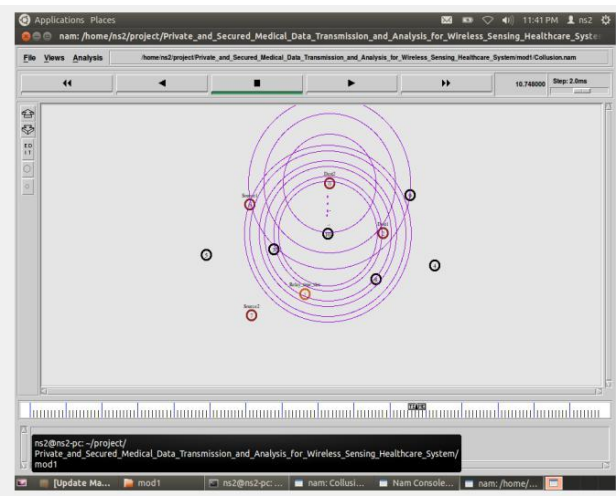 Applications Places
11:41 PM ns2
nam: /home/ns2/project/Private_and_Secured_Medical_Data_Transmission_and_Analysis_for_Wireless_Sensing_Healthcare_Syste
File Views Analysis
/home/ns2/project/Private_and_Secured_Medical_Data_Transmission_and_Analysis_for_Wireless_Sensing_Healthcare_System/mod1/Collusion.nam
10.748000
Step: 2.0ms
ns2@ns2-pc: ~/project/
Private_and_Secured_Medical_Data_Transmission_and_Analysis_for_Wireless_Sensing_Healthcare_System/
mod1
[Update Ma...
mod1
ns2@ns2-pc: ...
nam: Collusi...
Nam Console...
nam: /home/...